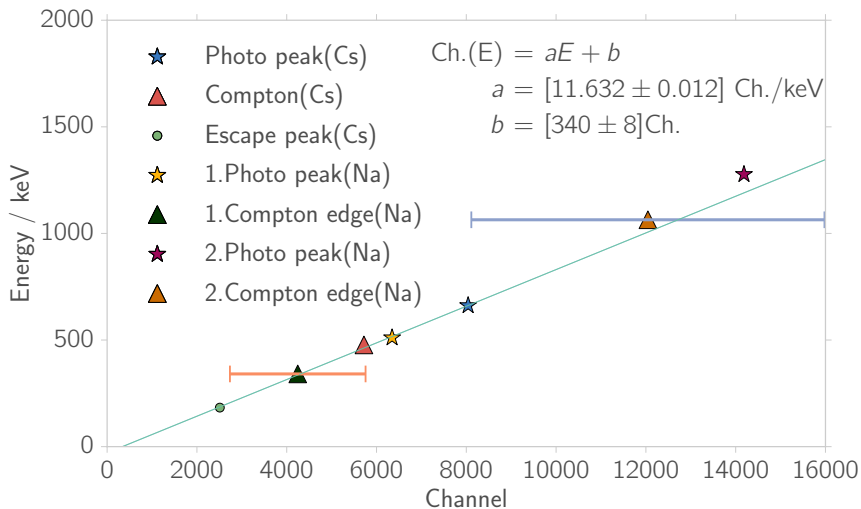 2000
1500
1000
500
0
Energy / keV
Photo peak(Cs)
Compton(Cs)
Escape peak(Cs)
1.Photo peak(Na)
1.Compton edge(Na)
2.Photo peak(Na)
2.Compton edge(Na)
Ch.(E) = aE + b
a = [11.632 ± 0.012] Ch./keV
b = [340 ± 8]Ch.
0 2000 4000 6000 8000 10000 12000 14000 16000
Channel